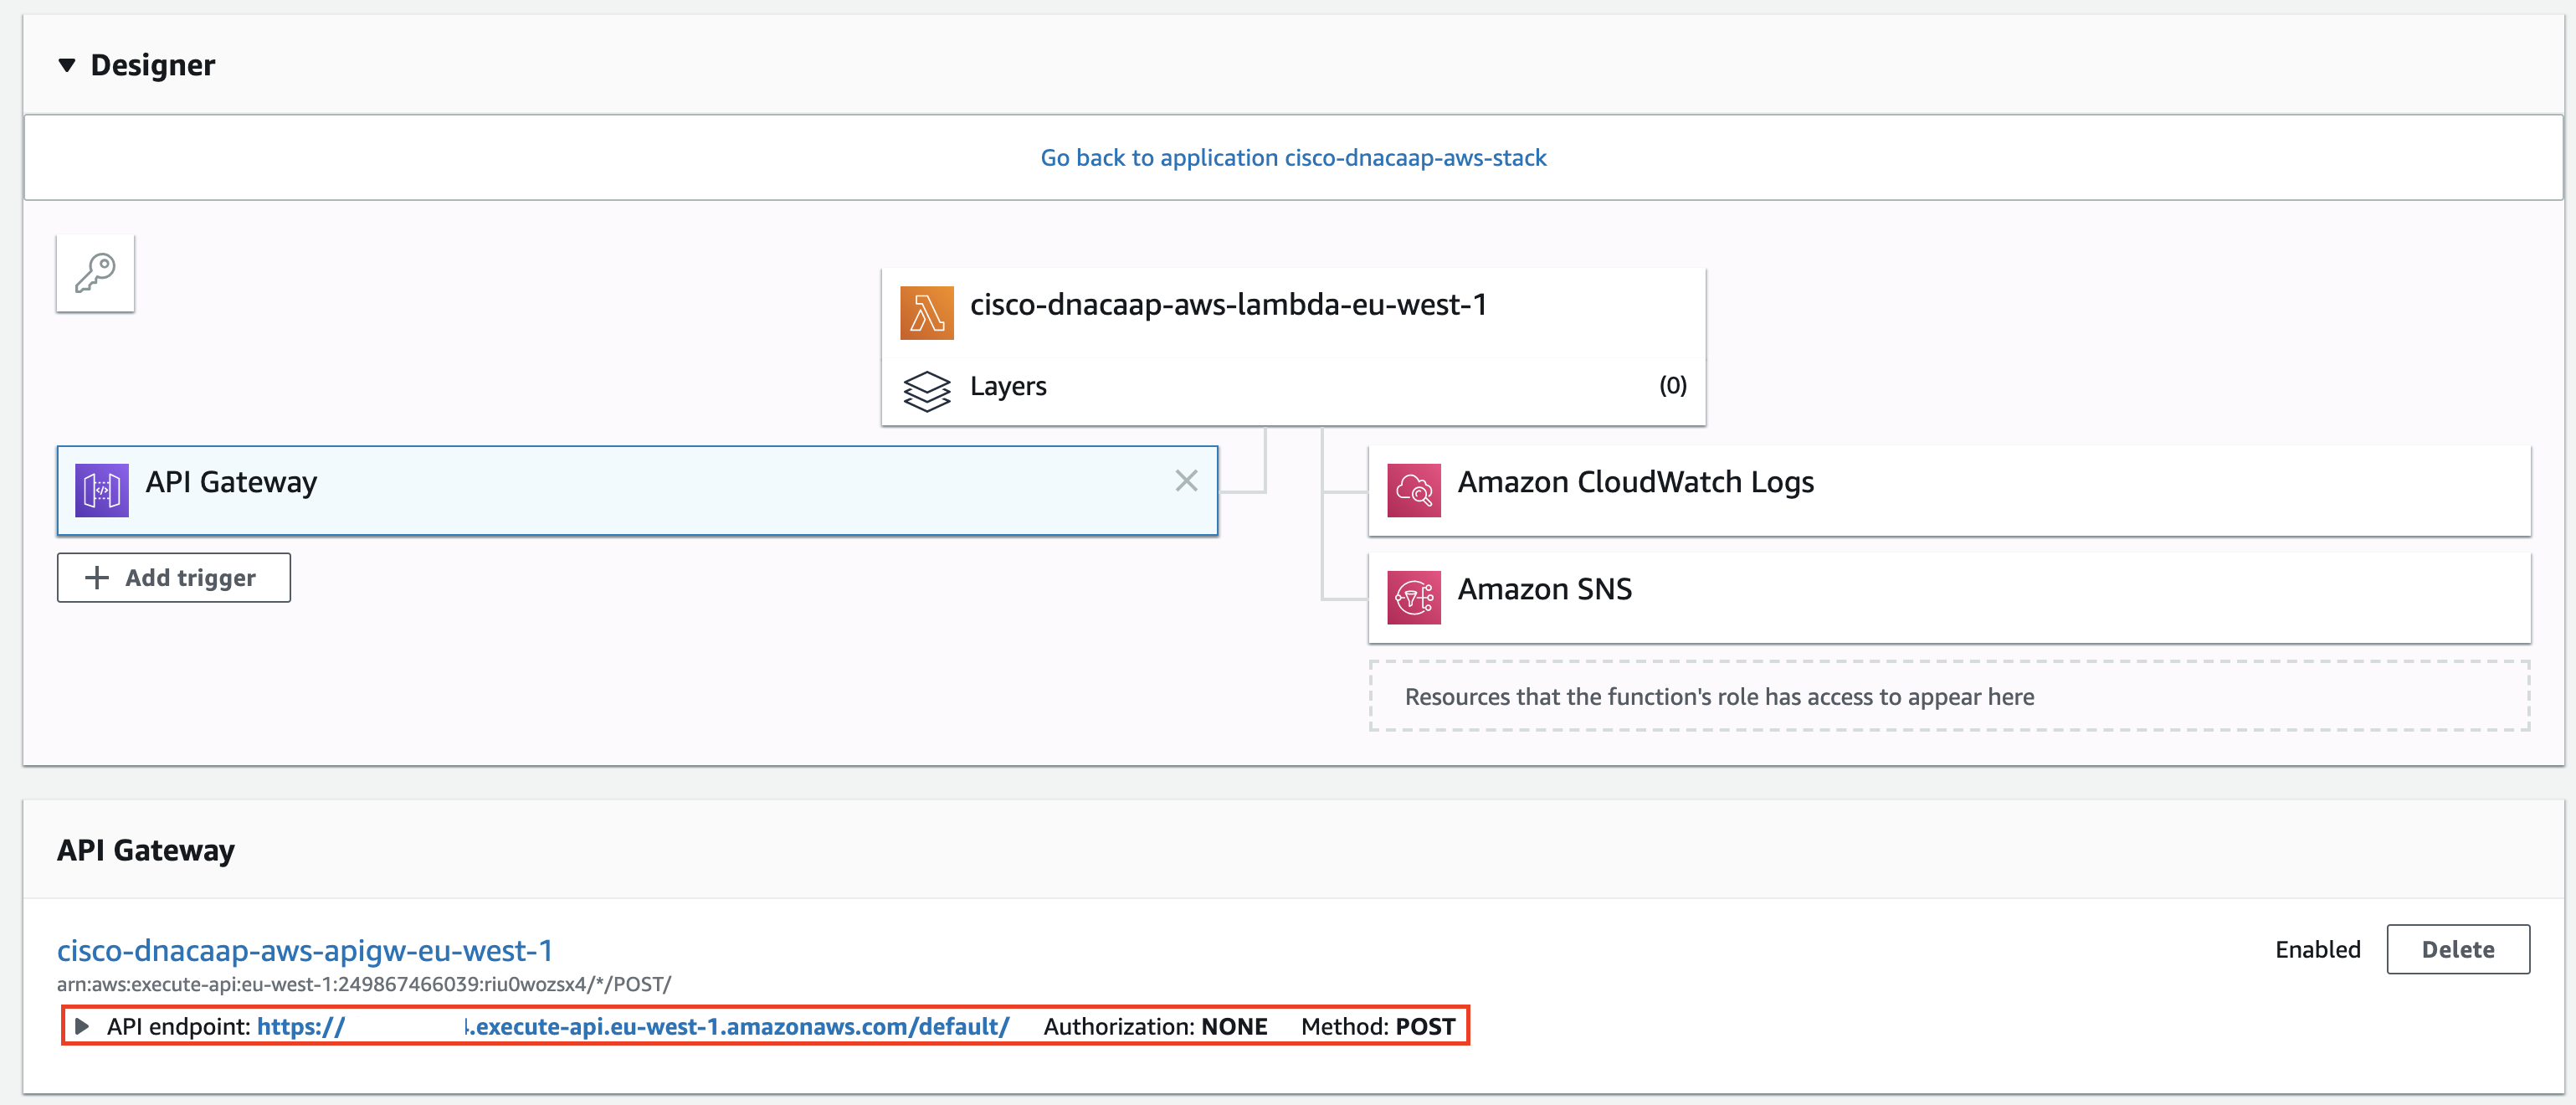 Designer
Go back to application cisco-dnacaap-aws-stack
cisco-dnacaap-aws-lambda-eu-west-1
Layers (0)
API Gateway
Amazon CloudWatch Logs
+ Add trigger
Amazon SNS
Resources that the function's role has access to appear here
API Gateway
cisco-dnacaap-aws-apigw-eu-west-1
Enabled Delete
arn:aws:execute-api:eu-west-1:249867466039:riu0wozsx4/*/POST/
API endpoint: https:// .execute-api.eu-west-1.amazonaws.com/default/ Authorization: NONE Method: POST